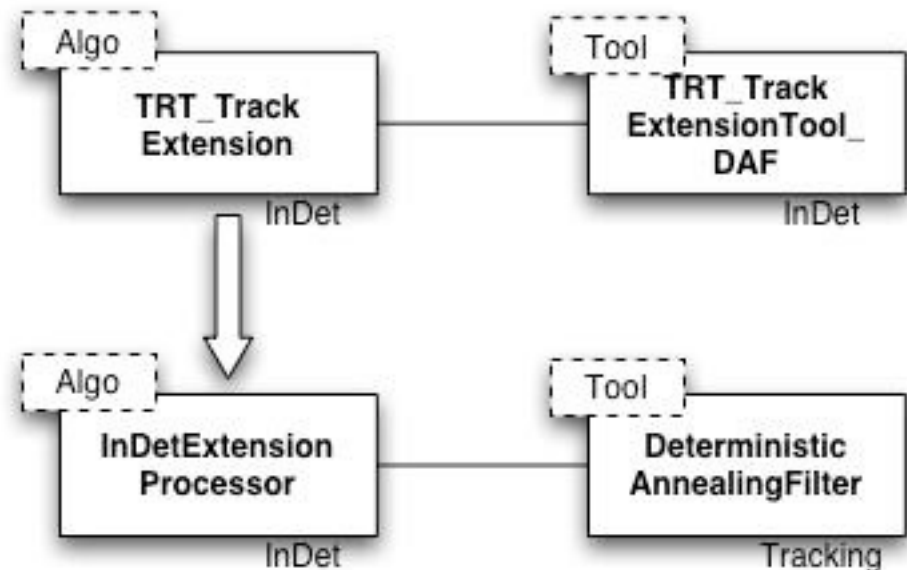 Algo
TRT_Track
Extension
InDet
Tool
TRT_Track
ExtensionTool_
DAF
InDet
Algo
InDetExtension
Processor
InDet
Tool
Deterministic
AnnealingFilter
Tracking